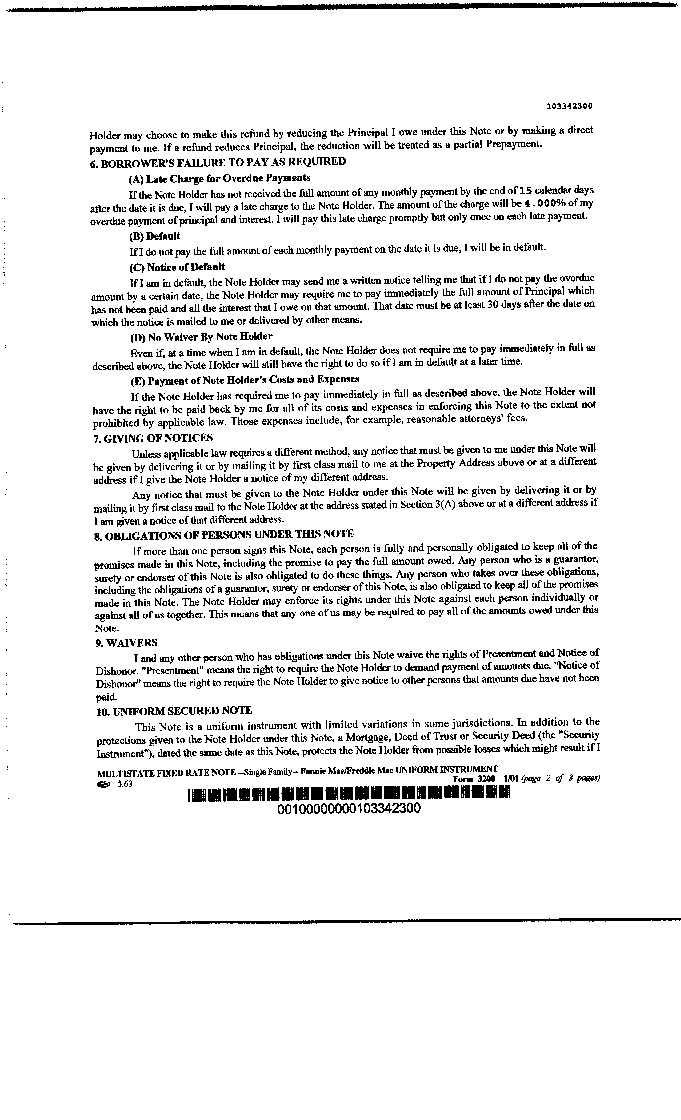 103342300
Holder may choose to make this refund by reducing the Principal I owe under this Note or by making a direct
payment to me. If a refund reduces Principal, the reduction will be treated as a partial Prepayment.
6. BORROWER'S FAILURE TO PAY AS REQUIRED
(A) Late Charge for Overdue Payments
If the Note Holder has not received the full amount of any monthly payment by the end of 15 calendar days
after the date it is due, I will pay a late charge to the Note Holder. The amount of the charge will be 4.000% of my
overdue payment of principal and interest. I will pay this late charge promptly but only once on each late payment.
(B) Default
If I do not pay the full amount of each monthly payment on the date it is due, I will be in default.
(C) Notice of Default
If I am in default, the Note Holder may send me a written notice telling me that if I do not pay the overdue
amount by a certain date, the Note Holder may require me to pay immediately the full amount of Principal which
has not been paid and all the interest that I owe on that amount. That date must be at least 30 days after the date on
which the notice is mailed to me or delivered by other means.
(D) No Waiver By Note Holder
Even if, at a time when I am in default, the Note Holder does not require me to pay immediately in full as
described above, the Note Holder will still have the right to do so if I am in default at a later time.
(E) Payment of Note Holder's Costs and Expenses
If the Note Holder has required me to pay immediately in full as described above, the Note Holder will
have the right to be paid back by me for all of its costs and expenses in enforcing this Note to the extent not
prohibited by applicable law. Those expenses include, for example, reasonable attorneys' fees.
7. GIVING OF NOTICES
Unless applicable law requires a different method, any notice that must be given to me under this Note will
be given by delivering it or by mailing it by first class mail to me at the Property Address above or at a different
address if I give the Note Holder a notice of my different address.
Any notice that must be given to the Note Holder under this Note will be given by delivering it or by
mailing it by first class mail to the Note Holder at the address stated in Section 3(A) above or at a different address if
I am given a notice of that different address.
8. OBLIGATIONS OF PERSONS UNDER THIS NOTE
If more than one person signs this Note, each person is fully and personally obligated to keep all of the
promises made in this Note, including the promise to pay the full amount owed. Any person who is a guarantor,
surety or endorser of this Note is also obligated to do these things. Any person who takes over these obligations,
including the obligations of a guarantor, surety or endorser of this Note, is also obligated to keep all of the promises
made in this Note. The Note Holder may enforce its rights under this Note against each person individually or
against all of us together. This means that any one of us may be required to pay all of the amounts owed under this
Note.
9. WAIVERS
I and any other person who has obligations under this Note waive the rights of Presentment and Notice of
Dishonor. "Presentment" means the right to require the Note Holder to demand payment of amounts due. "Notice of
Dishonor" means the right to require the Note Holder to give notice to other persons that amounts due have not been
paid.
10. UNIFORM SECURED NOTE
This Note is a uniform instrument with limited variations in some jurisdictions. In addition to the
protections given to the Note Holder under this Note, a Mortgage, Deed of Trust or Security Deed (the "Security
Instrument"), dated the same date as this Note, protects the Note Holder from possible losses which might result if I
MULTISTATE FIXED RATE NOTE --Single Family-- Fannie Mae/Freddie Mac UNIFORM INSTRUMENT
Form 3200 1/01 (page 2 of 3 pages)
3.63
00100000000103342300